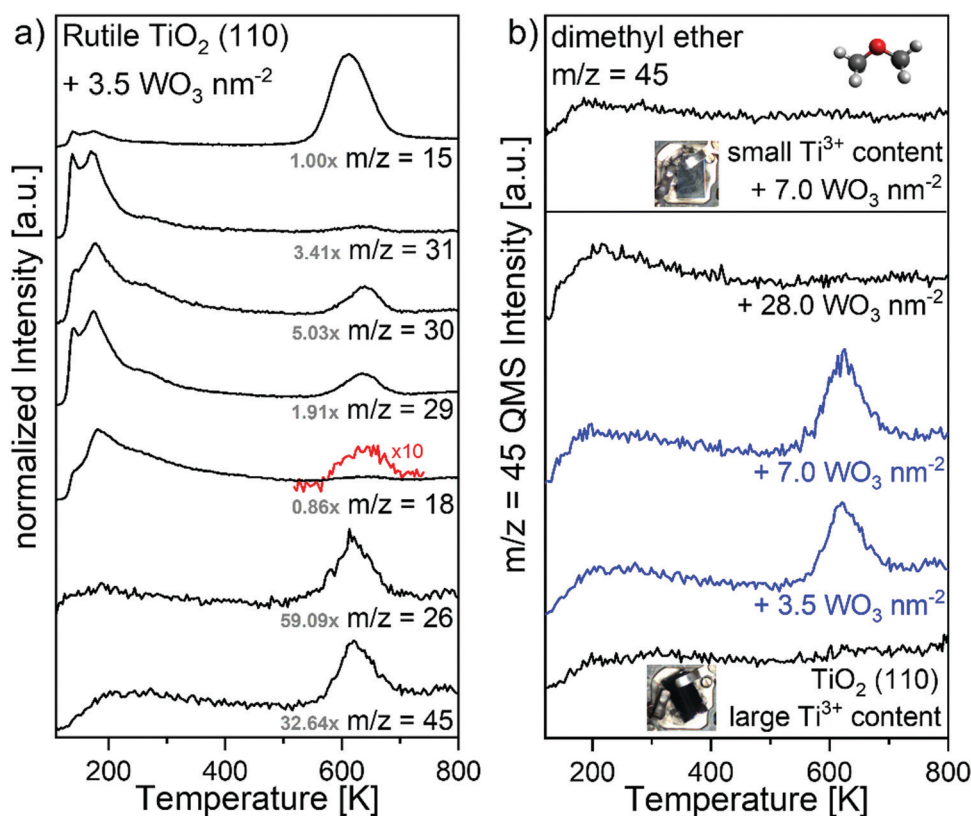 a)
Rutile TiO₂ (110)
+ 3.5 WO₃ nm⁻²
1.00x m/z = 15
3.41x m/z = 31
5.03x m/z = 30
1.91x m/z = 29
x10
0.86x m/z = 18
59.09x m/z = 26
32.64x m/z = 45
normalized Intensity [a.u.]
200 400 600 800
Temperature [K]
b)
dimethyl ether
m/z = 45
small Ti³⁺ content
+ 7.0 WO₃ nm⁻²
+ 28.0 WO₃ nm⁻²
+ 7.0 WO₃ nm⁻²
+ 3.5 WO₃ nm⁻²
TiO₂ (110)
large Ti³⁺ content
m/z = 45 QMS Intensity [a.u.]
200 400 600 800
Temperature [K]